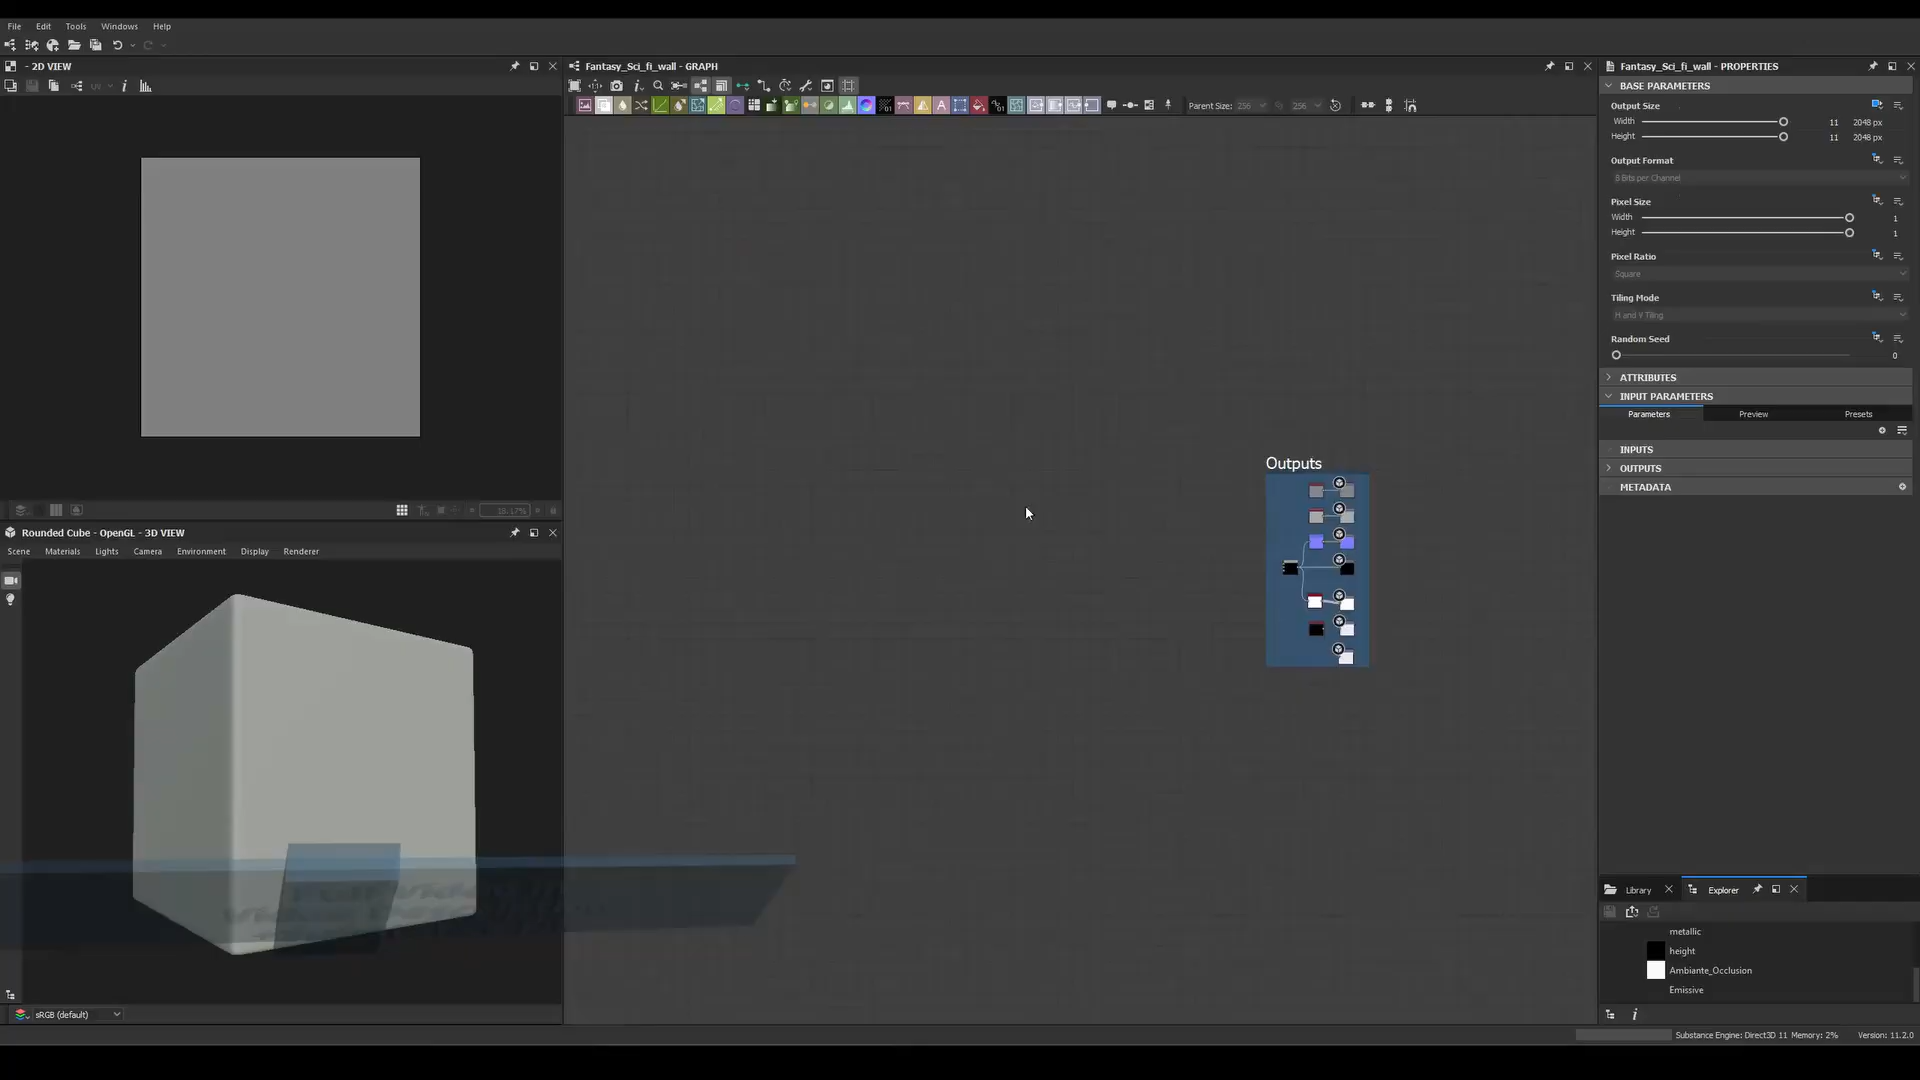 File Edit Tools Windows Help
- 2D VIEW
18.17%
Rounded Cube - OpenGL - 3D VIEW
Scene Materials Lights Camera Environment Display Renderer
sRGB (default)
Fantasy_Sci_fi_wall - GRAPH
Parent Size: 256 256
Outputs
Fantasy_Sci_fi_wall - PROPERTIES
BASE PARAMETERS
Output Size
Width 11 2048 px
Height 11 2048 px
Output Format
8 Bits per Channel
Pixel Size
Width 1
Height 1
Pixel Ratio
Square
Tiling Mode
H and V Tiling
Random Seed
0
ATTRIBUTES
INPUT PARAMETERS
Parameters Preview Presets
INPUTS
OUTPUTS
METADATA
Library Explorer
metallic
height
Ambiante_Occlusion
Emissive
Substance Engine: Direct3D 11 Memory: 2% Version: 11.2.0